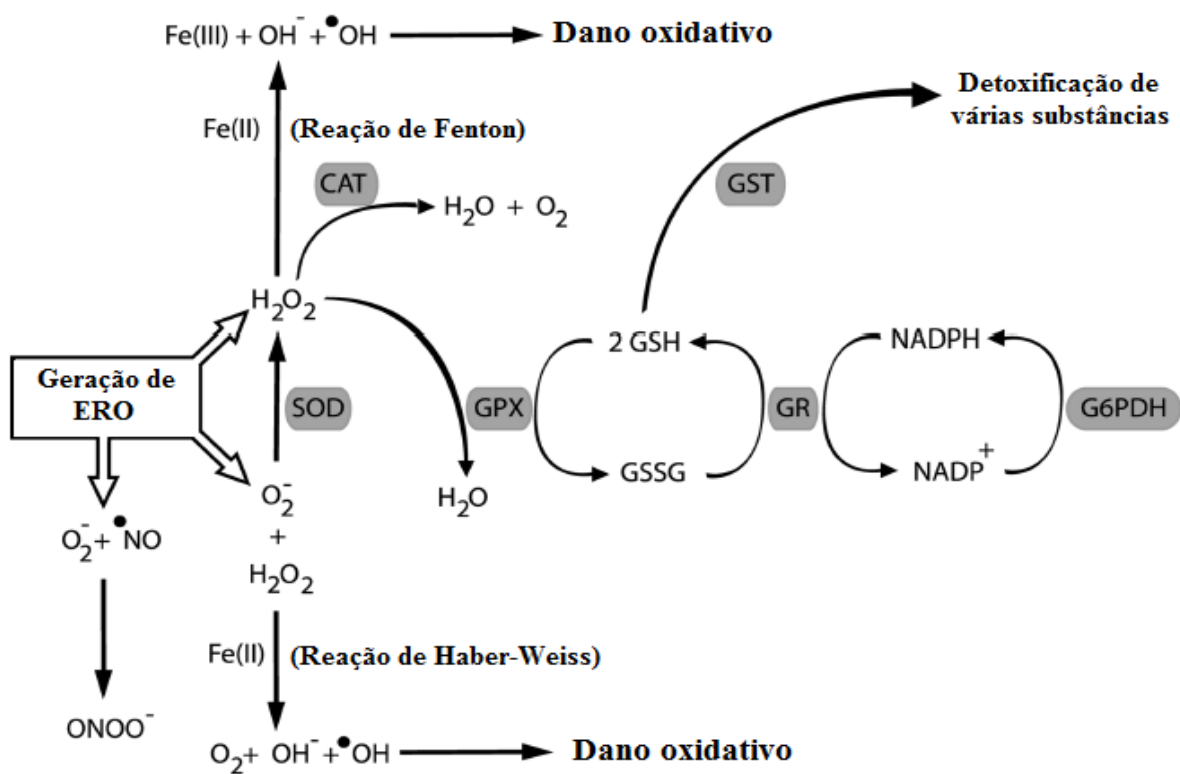 Fe(III) + OH⁻ + •OH
Dano oxidativo
Detoxificação de
várias substâncias
Fe(II)
(Reação de Fenton)
CAT
GST
H₂O + O₂
H₂O₂
2 GSH
NADPH
Geração de
ERO
SOD
GPX
GR
G6PDH
O₂⁻
H₂O
GSSG
NADP⁺
O₂⁻ + •NO
+
H₂O₂
Fe(II)
(Reação de Haber-Weiss)
ONOO⁻
O₂ + OH⁻ + •OH
Dano oxidativo